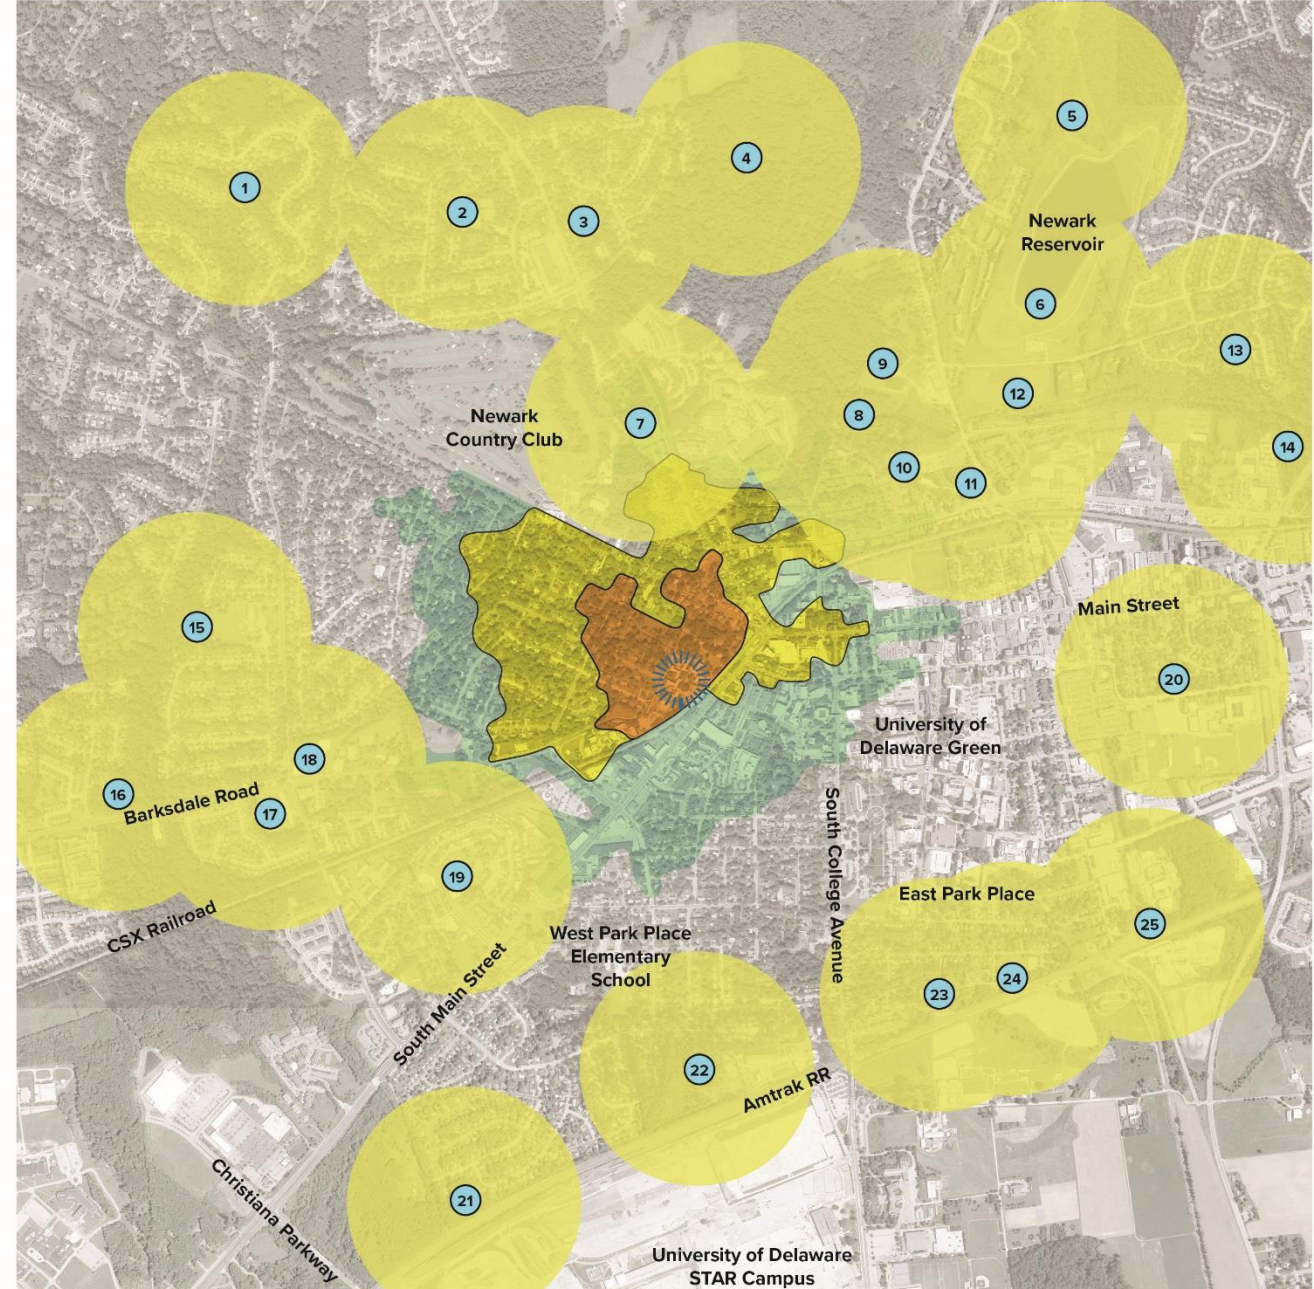 5
4
1
2
3
Newark
Reservoir
6
13
9
12
8
7
Newark
Country Club
14
10
11
Main Street
15
20
University of
Delaware Green
18
16
Barksdale Road
17
South College Avenue
19
East Park Place
CSX Railroad
25
West Park Place
Elementary
School
24
23
South Main Street
22
Amtrak RR
21
Christiana Parkway
University of Delaware
STAR Campus